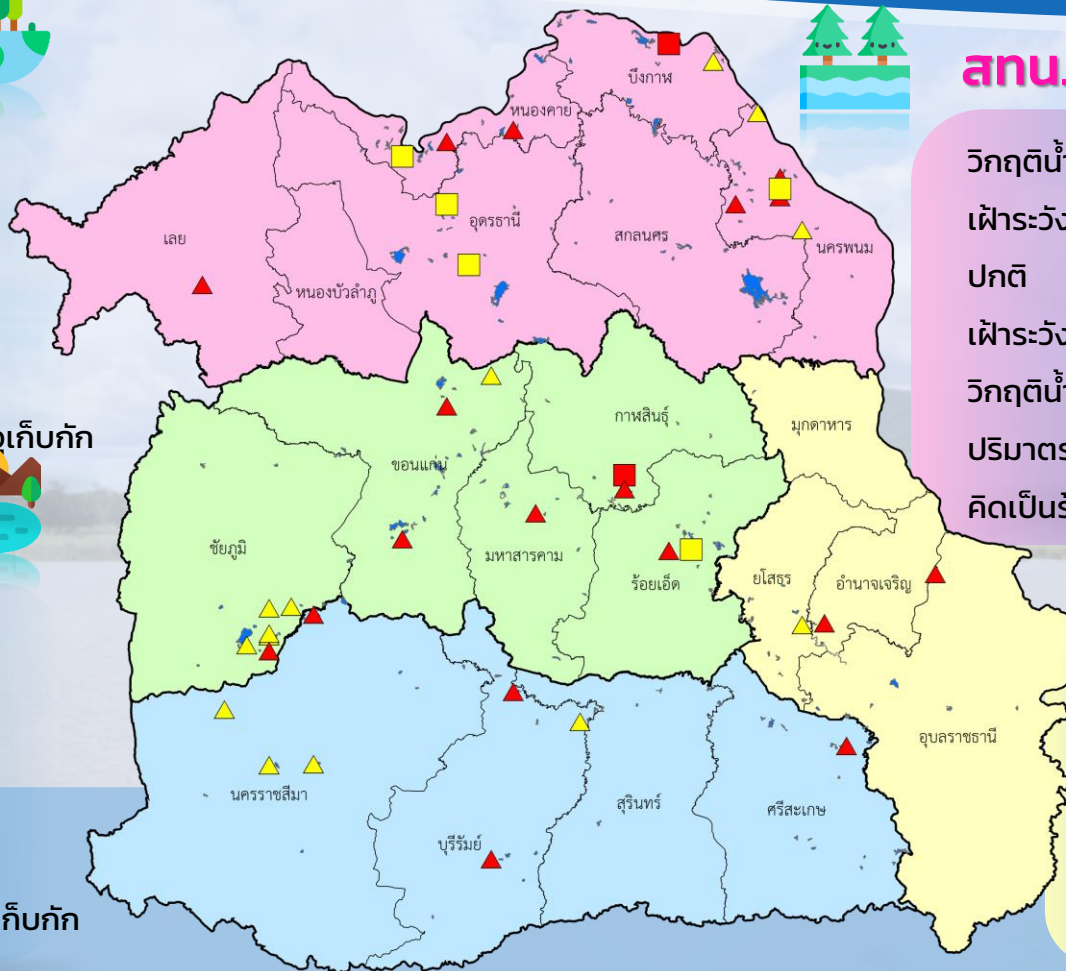 สทน.
วิกฤติน้ำ
เฝ้าระวัง
ปกติ
เฝ้าระวัง
วิกฤติน้ำ
ปริมาตร
คิดเป็นร้
เก็บกัก
เก็บกัก
บึงกาฬ
หนองคาย
เลย
อุดรธานี
สกลนคร
นครพนม
หนองบัวลำภู
กาฬสินธุ์
มุกดาหาร
ขอนแก่น
ชัยภูมิ
มหาสารคาม
ร้อยเอ็ด
ยโสธร
อำนาจเจริญ
อุบลราชธานี
นครราชสีมา
บุรีรัมย์
สุรินทร์
ศรีสะเกษ